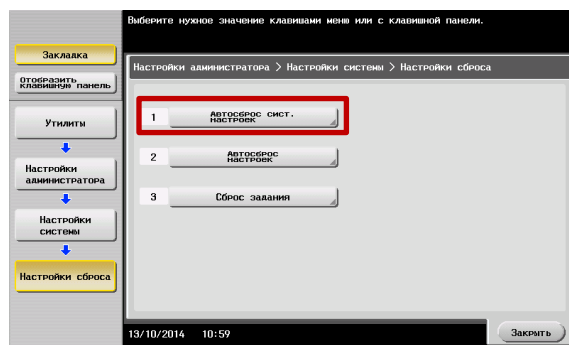 Выберите нужное значение клавишами меню или с клавишной панели.
Закладка
Отобразить
клавишную панель
Утилиты
Настройки
администратора
Настройки
системы
Настройки сброса
Настройки администратора > Настройки системы > Настройки сброса
1 Автосброс сист.
настроек
2 Автосброс
настроек
3 Сброс задания
13/10/2014 10:59
Закрыть